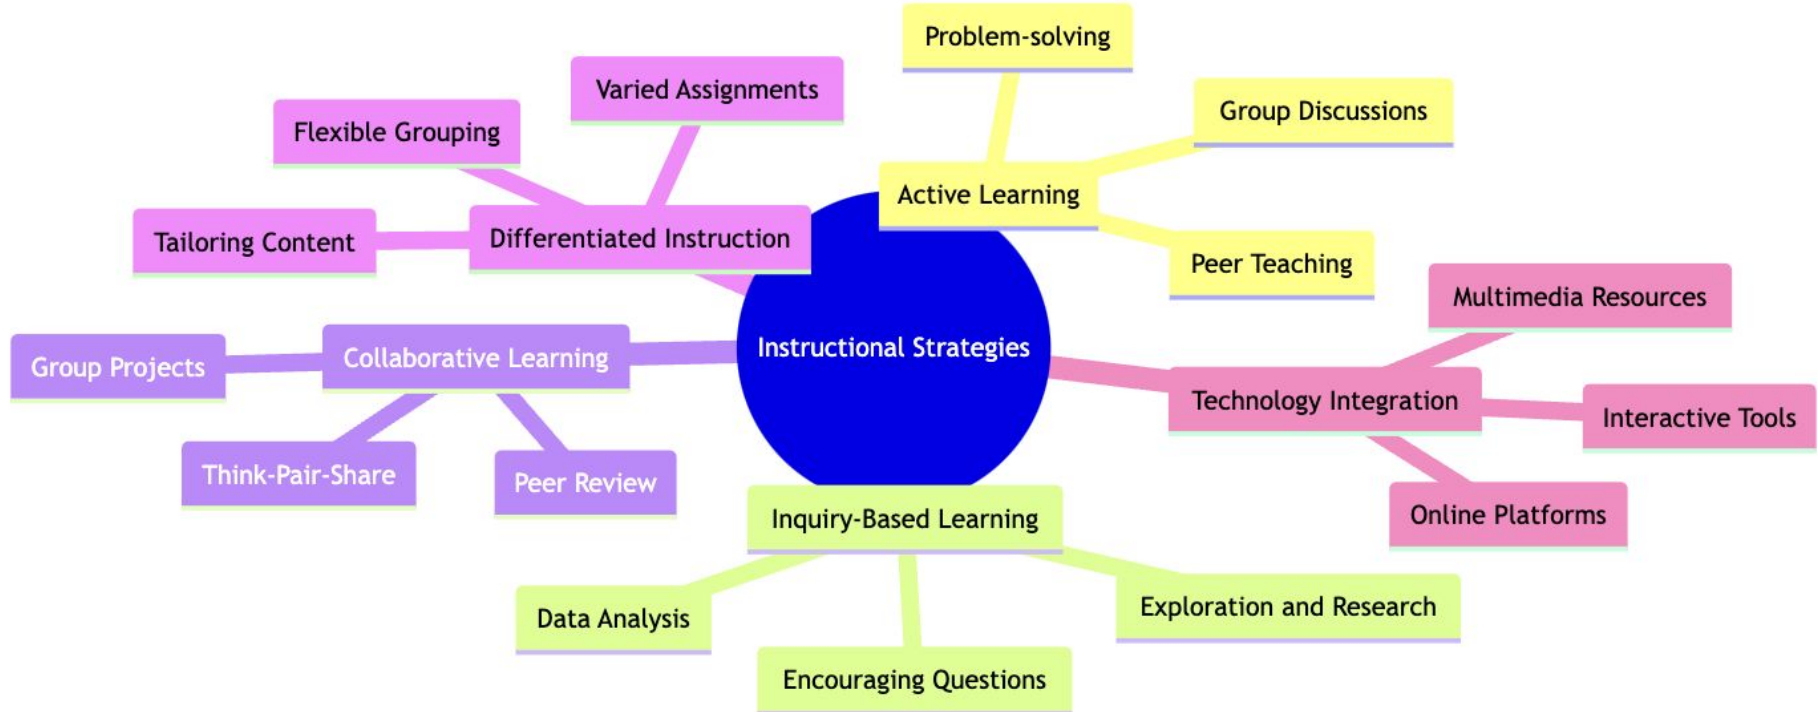 Problem-solving
Varied Assignments
Group Discussions
Flexible Grouping
Active Learning
Tailoring Content
Differentiated Instruction
Peer Teaching
Multimedia Resources
Instructional Strategies
Collaborative Learning
Group Projects
Technology Integration
Interactive Tools
Think-Pair-Share
Peer Review
Online Platforms
Inquiry-Based Learning
Data Analysis
Exploration and Research
Encouraging Questions